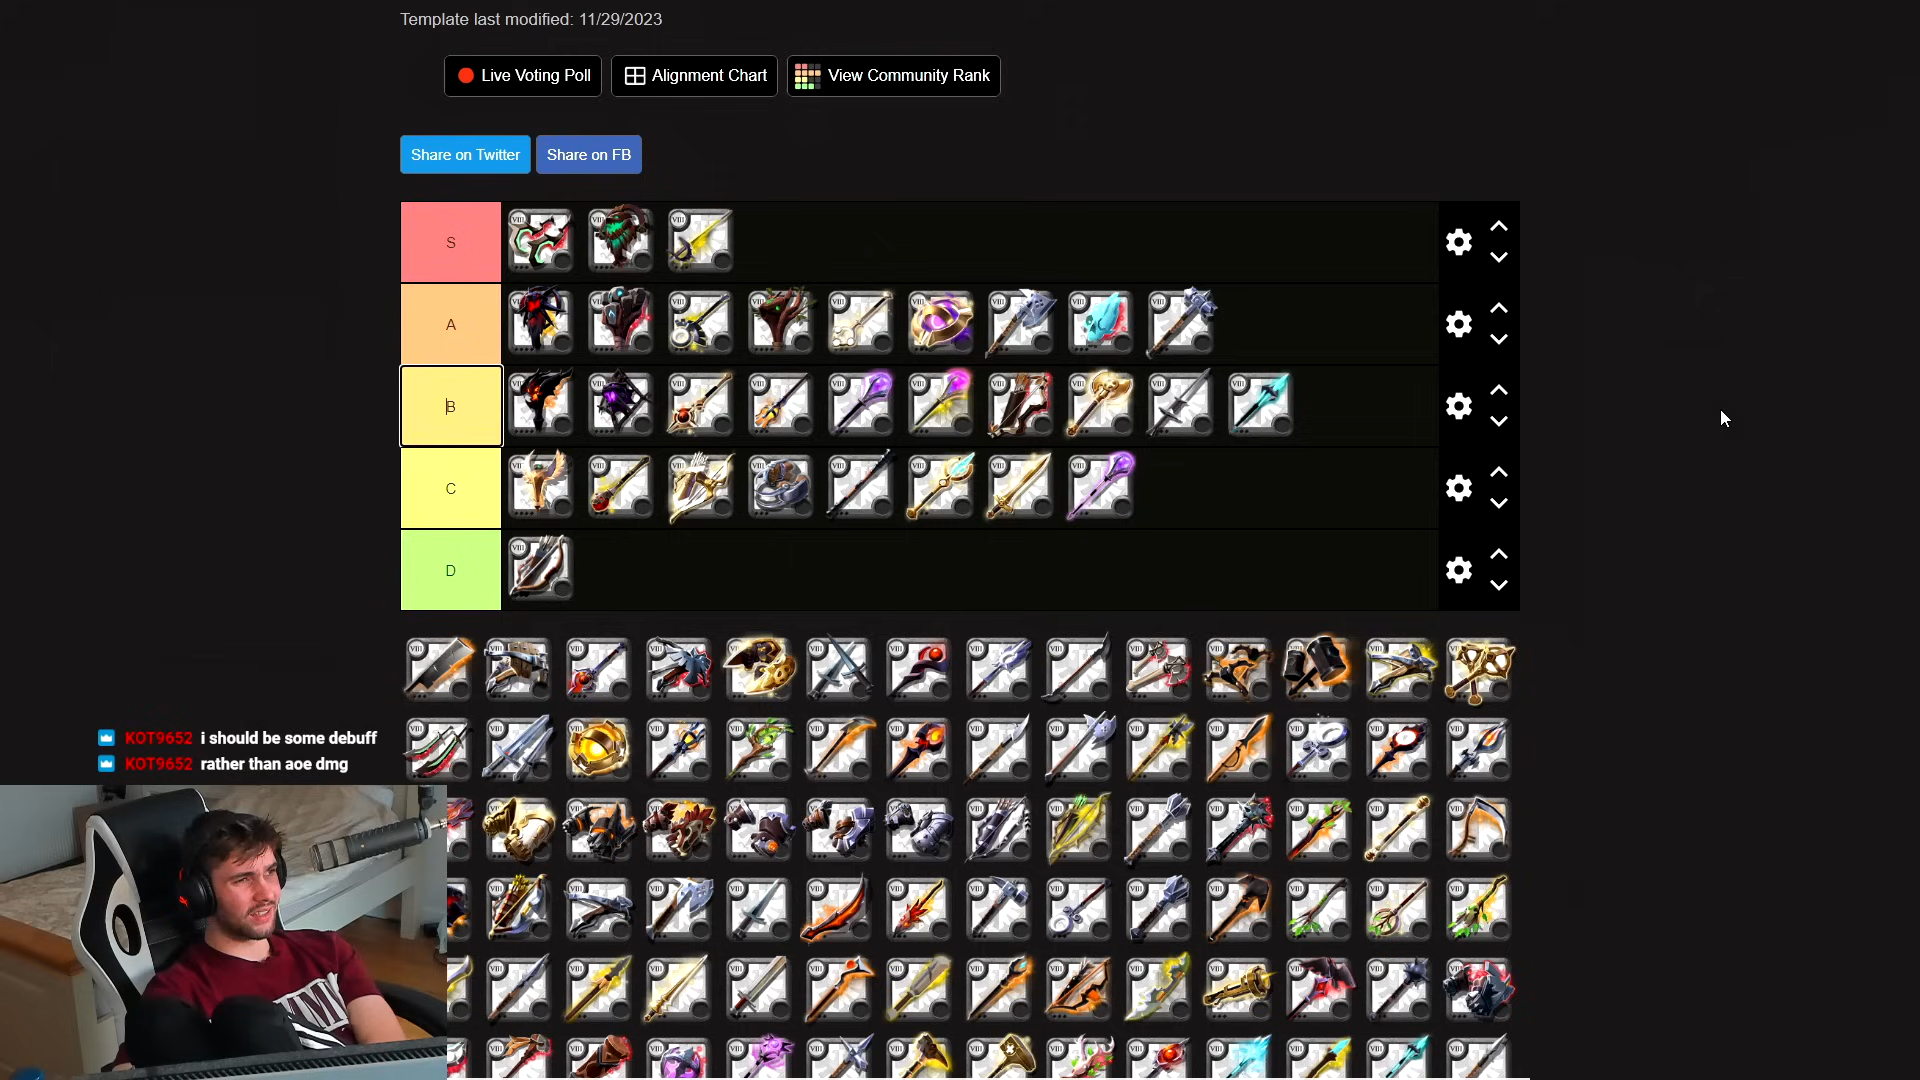 Template last modified: 11/29/2023
Live Voting Poll
Alignment Chart
View Community Rank
Share on Twitter
Share on FB
S
A
B
C
D
KOT9652 i should be some debuff
KOT9652 rather than aoe dmg